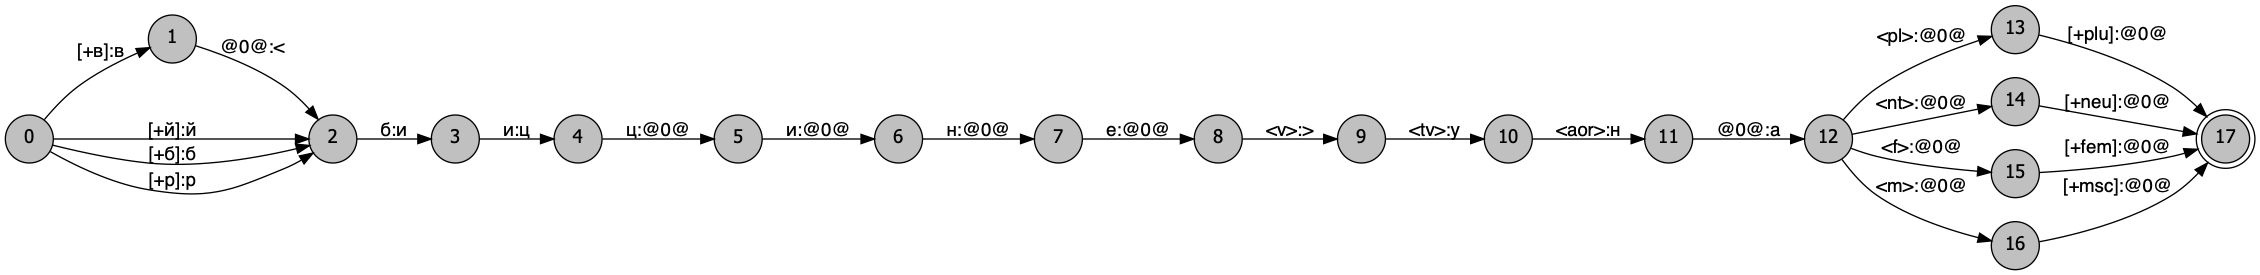 0
[+в]:в
1
@0@:<
[+й]:й
[+б]:б
[+р]:р
2
б:и
3
и:ц
4
ц:@0@
5
и:@0@
6
н:@0@
7
е:@0@
8
<v>:>
9
<tv>:у
10
<aor>:н
11
@0@:а
12
<pl>:@0@
13
[+plu]:@0@
<nt>:@0@
14
[+neu]:@0@
<f>:@0@
15
[+fem]:@0@
<m>:@0@
16
[+msc]:@0@
17